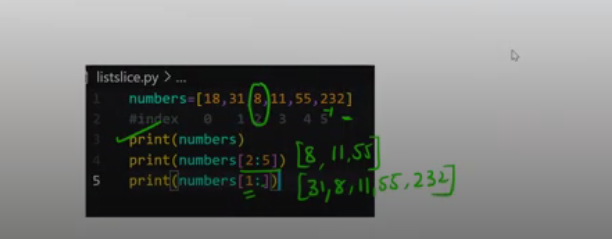 listslice.py > ...
1 numbers=[18,31,8,11,55,232]
2 #index 0 1 2 3 4 5
3 print(numbers)
4 print(numbers[2:5]) [8, 11,55]
5 print(numbers[1:]) [31,8,11,55,232]